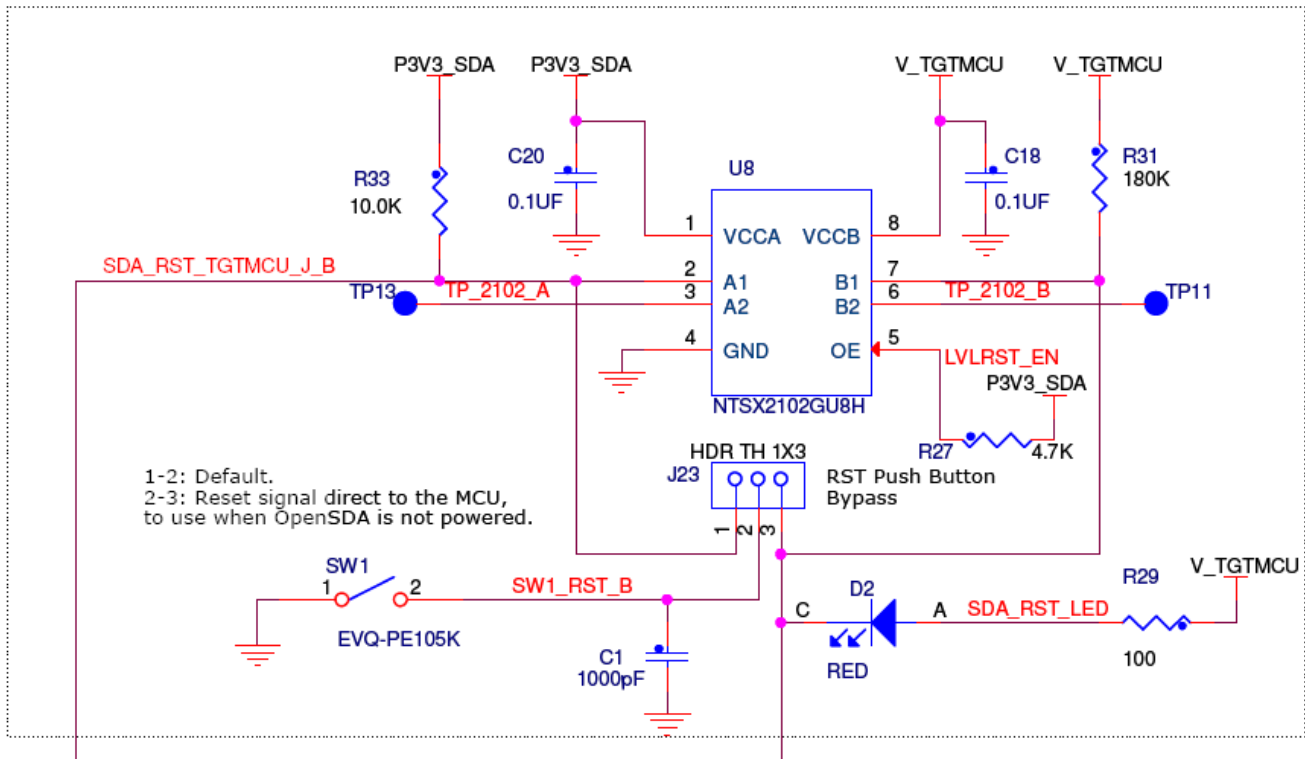 P3V3_SDA
P3V3_SDA
V_TGTMCU
V_TGTMCU
C20
0.1UF
U8
C18
0.1UF
R31
180K
R33
10.0K
1
VCCA
VCCB
8
SDA_RST_TGTMCU_J_B
2
A1
B1
7
TP13
TP_2102_A
3
A2
B2
6
TP_2102_B
TP11
4
GND
OE
5
LVLRST_EN
P3V3_SDA
NTSX2102GU8H
R27
4.7K
HDR TH 1X3
J23
RST Push Button
Bypass
1-2: Default.
2-3: Reset signal direct to the MCU,
to use when OpenSDA is not powered.
1
2
3
SW1
1
2
SW1_RST_B
EVQ-PE105K
C1
1000pF
D2
C
A
RED
SDA_RST_LED
R29
100
V_TGTMCU